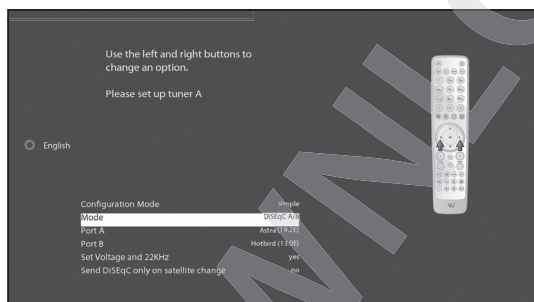 Use the left and right buttons to
change an option.
Please set up tuner A
English
Configuration Mode simple
Mode DiSEqC A/B
Port A Astra (19.2E)
Port B Hotbird (13.0E)
Set Voltage and 22KHz yes
Send DiSEqC only on satellite change no